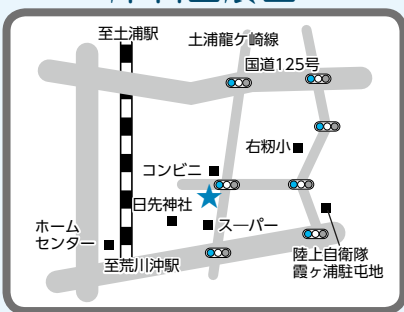 至土浦駅
土浦龍ケ崎線
国道125号
右籾小
コンビニ
日先神社
スーパー
ホーム
センター
至荒川沖駅
陸上自衛隊
霞ヶ浦駐屯地